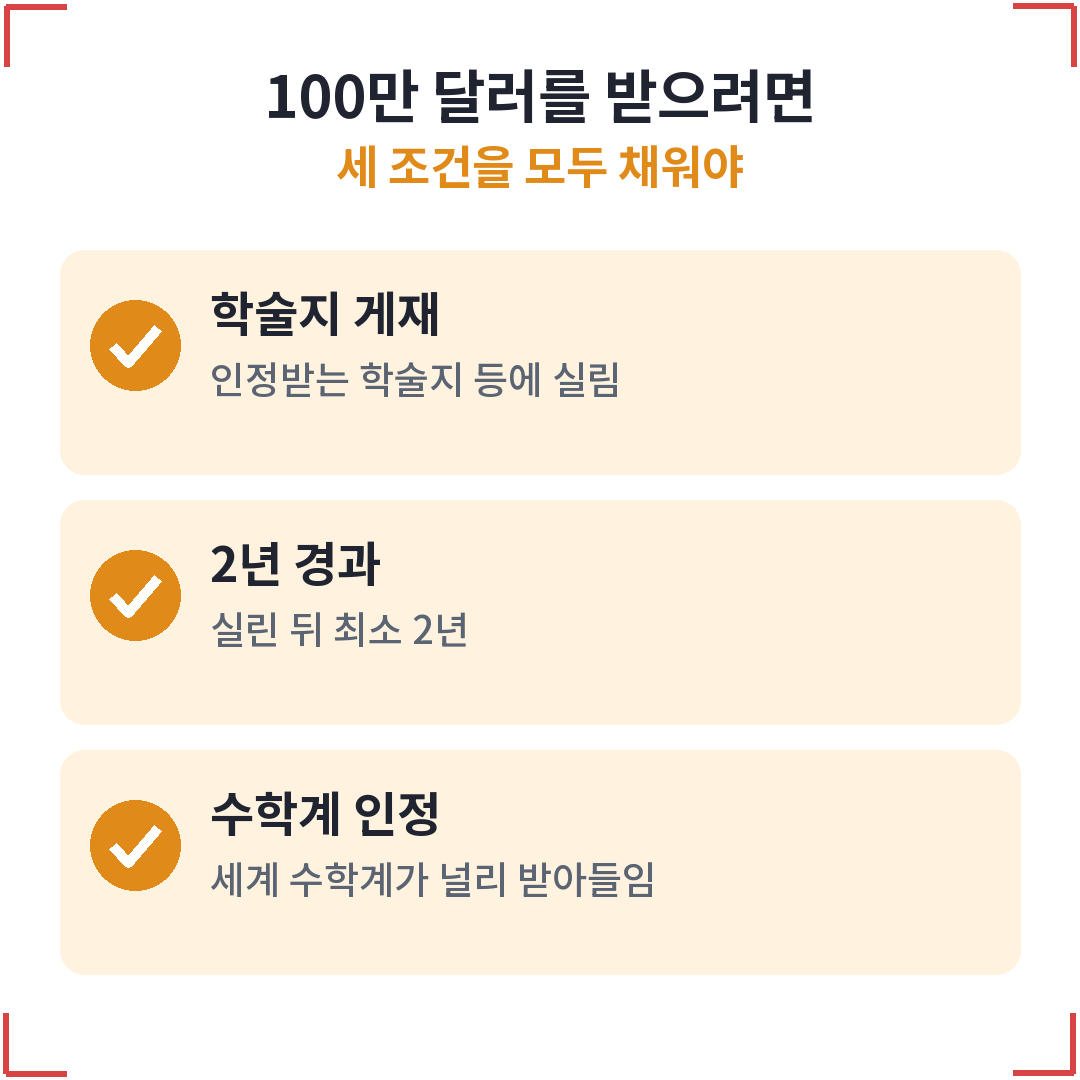 100만 달러를 받으려면
세 조건을 모두 채워야
학술지 게재
인정받는 학술지 등에 실림
2년 경과
실린 뒤 최소 2년
수학계 인정
세계 수학계가 널리 받아들임